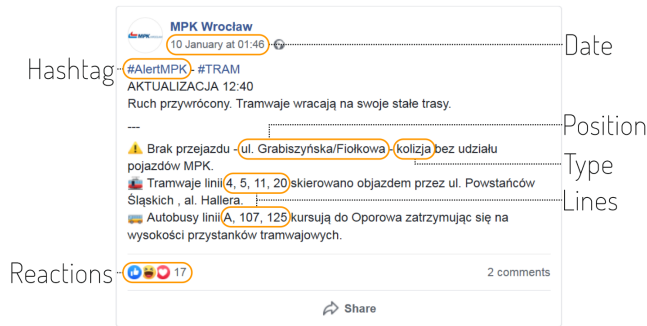 MPK Wrocław
10 January at 01:46
Date
Hashtag
#AlertMPK - #TRAM
AKTUALIZACJA 12:40
Ruch przywrócony. Tramwaje wracają na swoje stałe trasy.
---
Position
Brak przejazdu - ul. Grabiszyńska/Fiołkowa - kolizja bez udziału
pojazdów MPK.
Type
Tramwaje linii 4, 5, 11, 20 skierowano objazdem przez ul. Powstańców
Śląskich , al. Hallera.
Lines
Autobusy linii A, 107, 125 kursują do Oporowa zatrzymując się na
wysokości przystanków tramwajowych.
Reactions
17
2 comments
Share